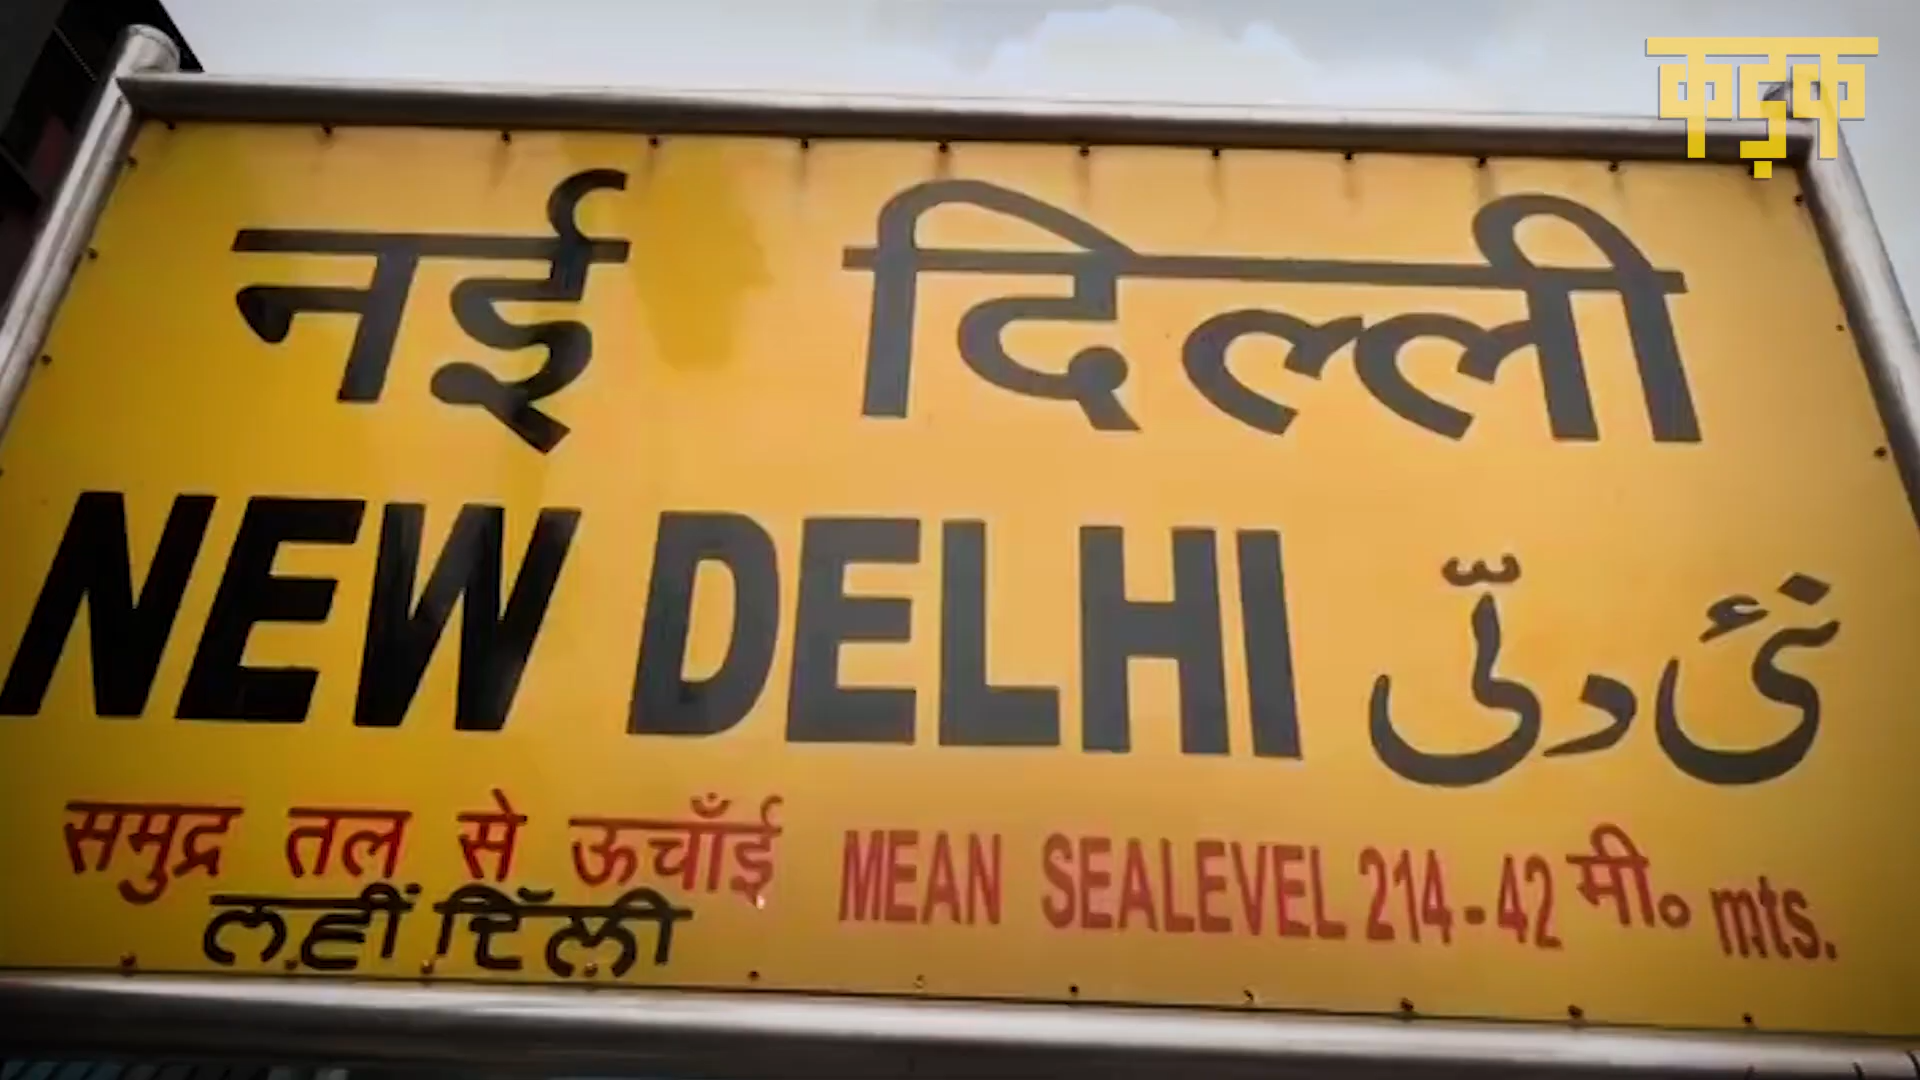 कड़क
नई दिल्ली
NEW DELHI نئی دلّی
समुद्र तल से ऊचाँई MEAN SEALEVEL 214-42 मी० mts.
ਨਵੀਂ ਦਿੱਲੀ